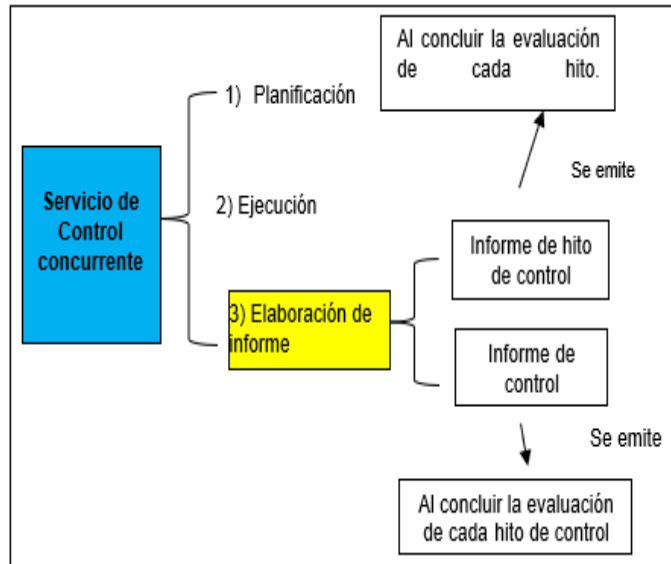 Al concluir la evaluación
de cada hito.
1) Planificación
Se emite
Servicio de
Control
concurrente
2) Ejecución
Informe de hito
de control
3) Elaboración de
informe
Informe de
control
Se emite
Al concluir la evaluación
de cada hito de control